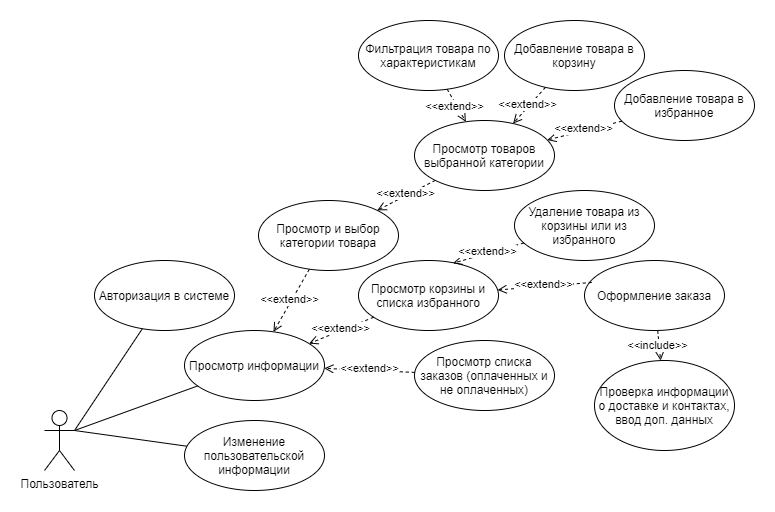 Фильтрация товара по
характеристикам
Добавление товара в
корзину
Добавление товара в
избранное
<<extend>>
<<extend>>
<<extend>>
Просмотр товаров
выбранной категории
<<extend>>
Просмотр и выбор
категории товара
Удаление товара из
корзины или из
избранного
<<extend>>
Авторизация в системе
<<extend>>
Просмотр корзины и
списка избранного
<<extend>>
Оформление заказа
<<extend>>
<<include>>
Просмотр информации
<<extend>>
Просмотр списка
заказов (оплаченных и
не оплаченных)
Проверка информации
о доставке и контактах,
ввод доп. данных
Изменение
пользовательской
информации
Пользователь